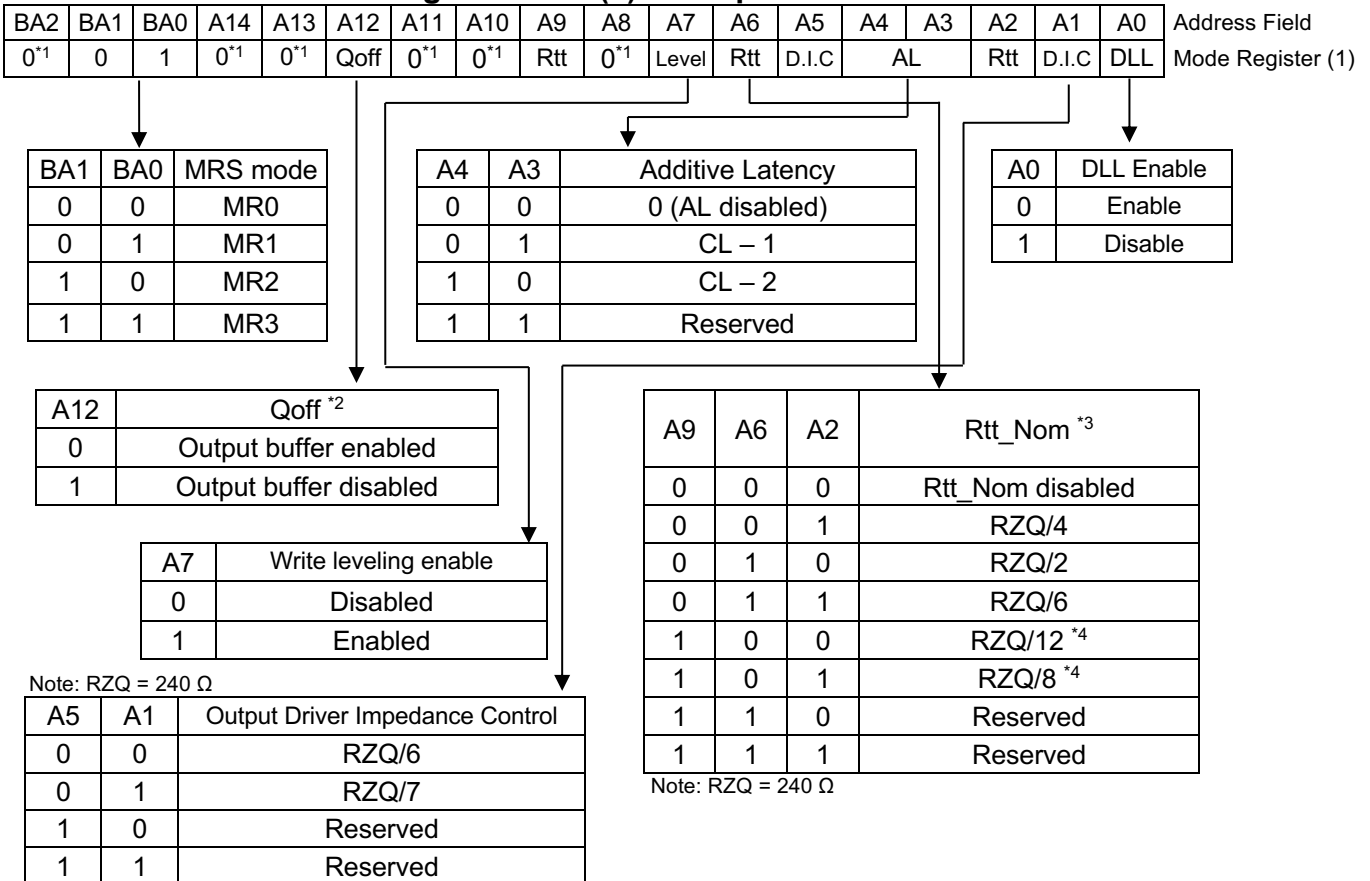 BA2 BA1 BA0 A14 A13 A12 A11 A10 A9 A8 A7 A6 A5 A4 A3 A2 A1 A0 Address Field
0*1 0 1 0*1 0*1 Qoff 0*1 0*1 Rtt 0*1 Level Rtt D.I.C AL Rtt D.I.C DLL Mode Register (1)
BA1 BA0 MRS mode
0 0 MR0
0 1 MR1
1 0 MR2
1 1 MR3
A4 A3 Additive Latency
0 0 0 (AL disabled)
0 1 CL – 1
1 0 CL – 2
1 1 Reserved
A0 DLL Enable
0 Enable
1 Disable
A12 Qoff *2
0 Output buffer enabled
1 Output buffer disabled
A7 Write leveling enable
0 Disabled
1 Enabled
Note: RZQ = 240 Ω
A5 A1 Output Driver Impedance Control
0 0 RZQ/6
0 1 RZQ/7
1 0 Reserved
1 1 Reserved
A9 A6 A2 Rtt_Nom *3
0 0 0 Rtt_Nom disabled
0 0 1 RZQ/4
0 1 0 RZQ/2
0 1 1 RZQ/6
1 0 0 RZQ/12 *4
1 0 1 RZQ/8 *4
1 1 0 Reserved
1 1 1 Reserved
Note: RZQ = 240 Ω